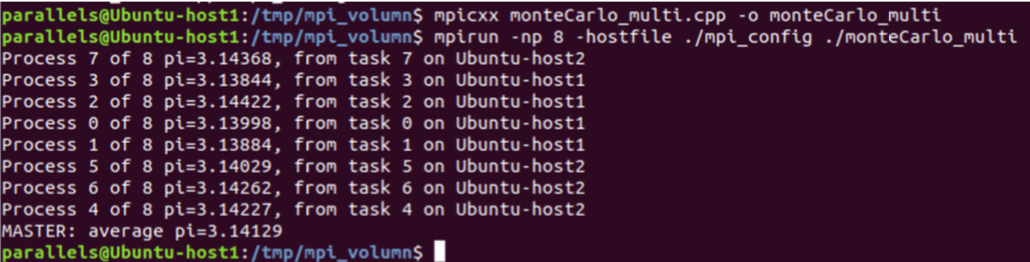 parallels@Ubuntu-host1:/tmp/mpi_volumn$ mpicxx monteCarlo_multi.cpp -o monteCarlo_multi
parallels@Ubuntu-host1:/tmp/mpi_volumn$ mpirun -np 8 -hostfile ./mpi_config ./monteCarlo_multi
Process 7 of 8 pi=3.14368, from task 7 on Ubuntu-host2
Process 3 of 8 pi=3.13844, from task 3 on Ubuntu-host1
Process 2 of 8 pi=3.14422, from task 2 on Ubuntu-host1
Process 0 of 8 pi=3.13998, from task 0 on Ubuntu-host1
Process 1 of 8 pi=3.13884, from task 1 on Ubuntu-host1
Process 5 of 8 pi=3.14029, from task 5 on Ubuntu-host2
Process 6 of 8 pi=3.14262, from task 6 on Ubuntu-host2
Process 4 of 8 pi=3.14227, from task 4 on Ubuntu-host2
MASTER: average pi=3.14129
parallels@Ubuntu-host1:/tmp/mpi_volumn$